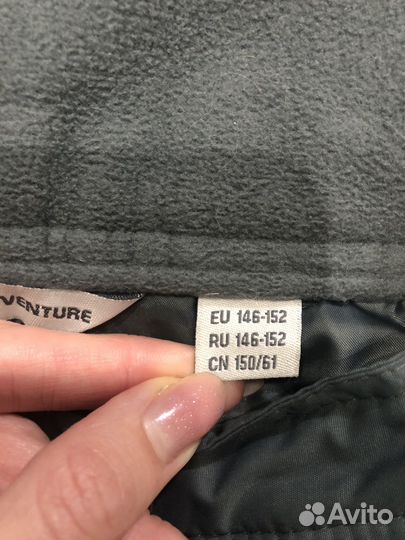 VENTURE
EU 146-152
RU 146-152
CN 150/61
Avito